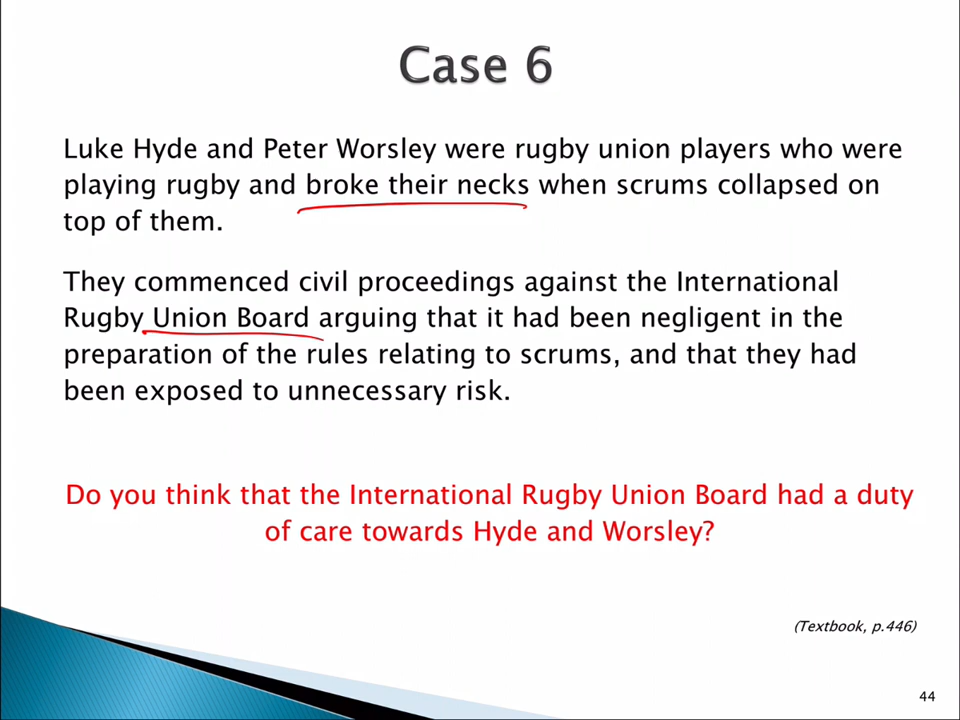 Case 6
Luke Hyde and Peter Worsley were rugby union players who were
playing rugby and broke their necks when scrums collapsed on
top of them.
They commenced civil proceedings against the International
Rugby Union Board arguing that it had been negligent in the
preparation of the rules relating to scrums, and that they had
been exposed to unnecessary risk.
Do you think that the International Rugby Union Board had a duty
of care towards Hyde and Worsley?
(Textbook, p.446)
44